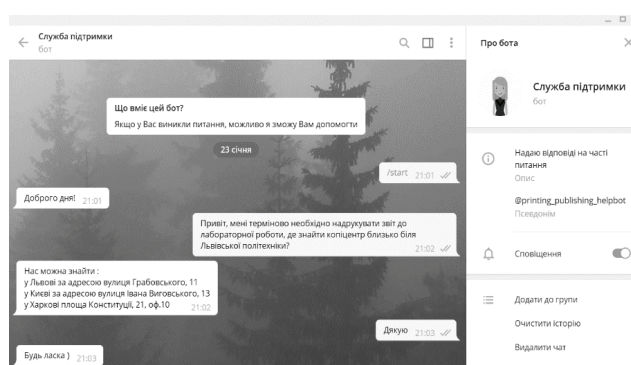 Служба підтримки
бот
Що вміє цей бот?
Якщо у Вас виникли питання, можливо я зможу Вам допомогти
23 січня
/start 21:01
Доброго дня! 21:01
Привіт, мені терміново необхідно надрукувати звіт до
лабораторної роботи, де знайти копіцентр близько біля
Львівської політехніки?
21:02
Нас можна знайти :
у Львові за адресою вулиця Грабовського, 11
у Києві за адресою вулиця Івана Виговського, 13
у Харкові площа Конституції, 21, оф.10 21:02
Дякую 21:03
Будь ласка ) 21:03
Про бота
Служба підтримки
бот
Надаю відповіді на часті
питання
Опис
@printing_publishing_helpbot
Псевдонім
Сповіщення
Додати до групи
Очистити історію
Видалити чат